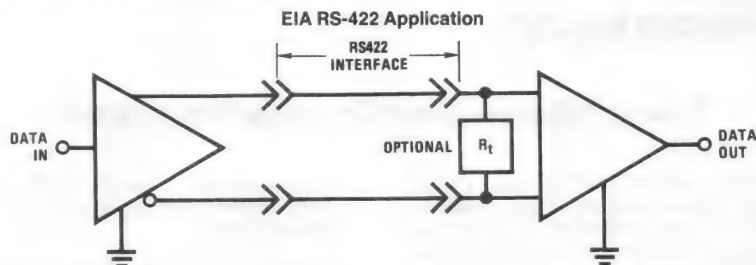 EIA RS-422 Application
RS422
INTERFACE
DATA
IN
OPTIONAL
Rt
DATA
OUT